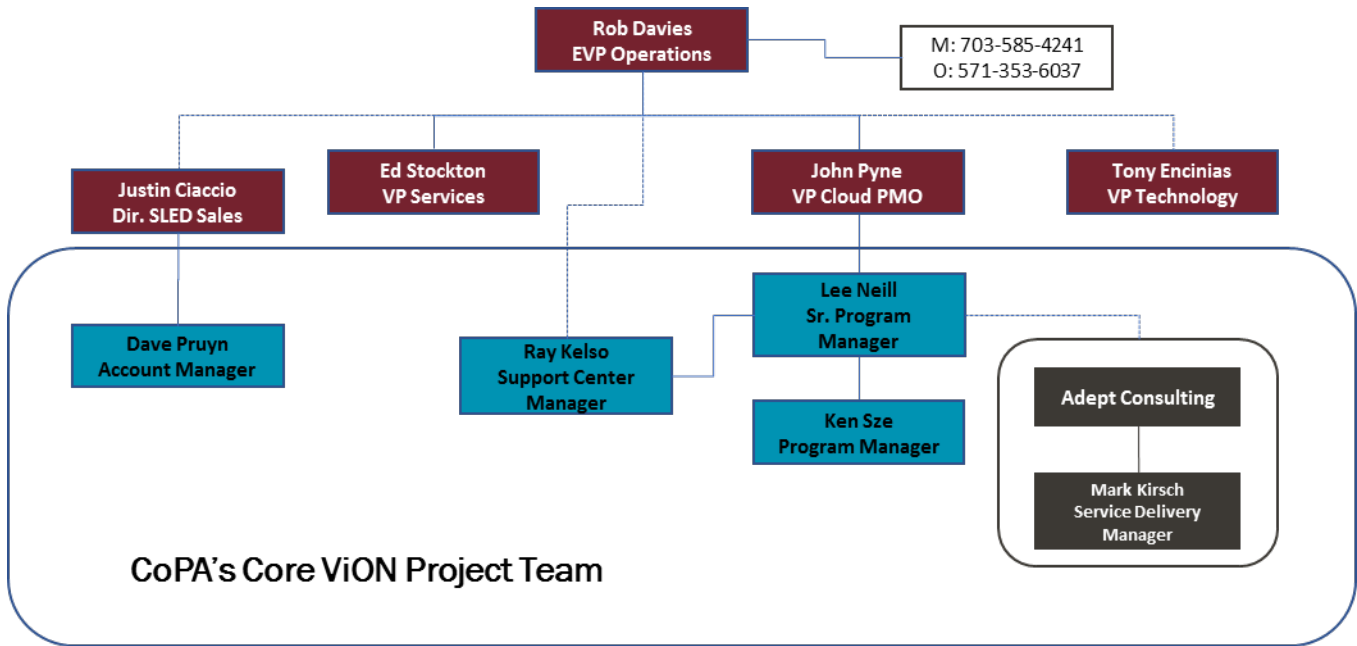 Rob Davies
EVP Operations
M: 703-585-4241
O: 571-353-6037
Justin Ciaccio
Dir. SLED Sales
Ed Stockton
VP Services
John Pyne
VP Cloud PMO
Tony Encinias
VP Technology
Dave Pruyn
Account Manager
Ray Kelso
Support Center
Manager
Lee Neill
Sr. Program
Manager
Ken Sze
Program Manager
Adept Consulting
Mark Kirsch
Service Delivery
Manager
CoPA's Core ViON Project Team